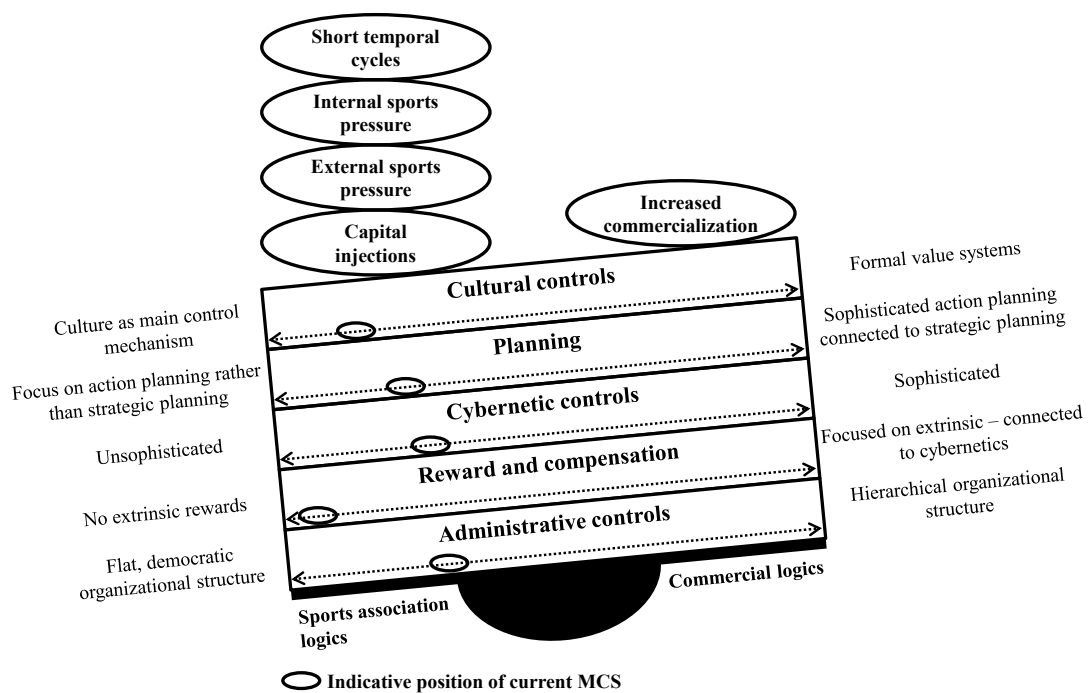 Short temporal
cycles
Internal sports
pressure
External sports
pressure
Capital
injections
Increased
commercialization
Cultural controls
Formal value systems
Culture as main control
mechanism
Planning
Sophisticated action planning
connected to strategic planning
Focus on action planning rather
than strategic planning
Cybernetic controls
Sophisticated
Unsophisticated
Reward and compensation
Focused on extrinsic – connected
to cybernetics
No extrinsic rewards
Administrative controls
Hierarchical organizational
structure
Flat, democratic
organizational structure
Sports association
logics
Commercial logics
Indicative position of current MCS